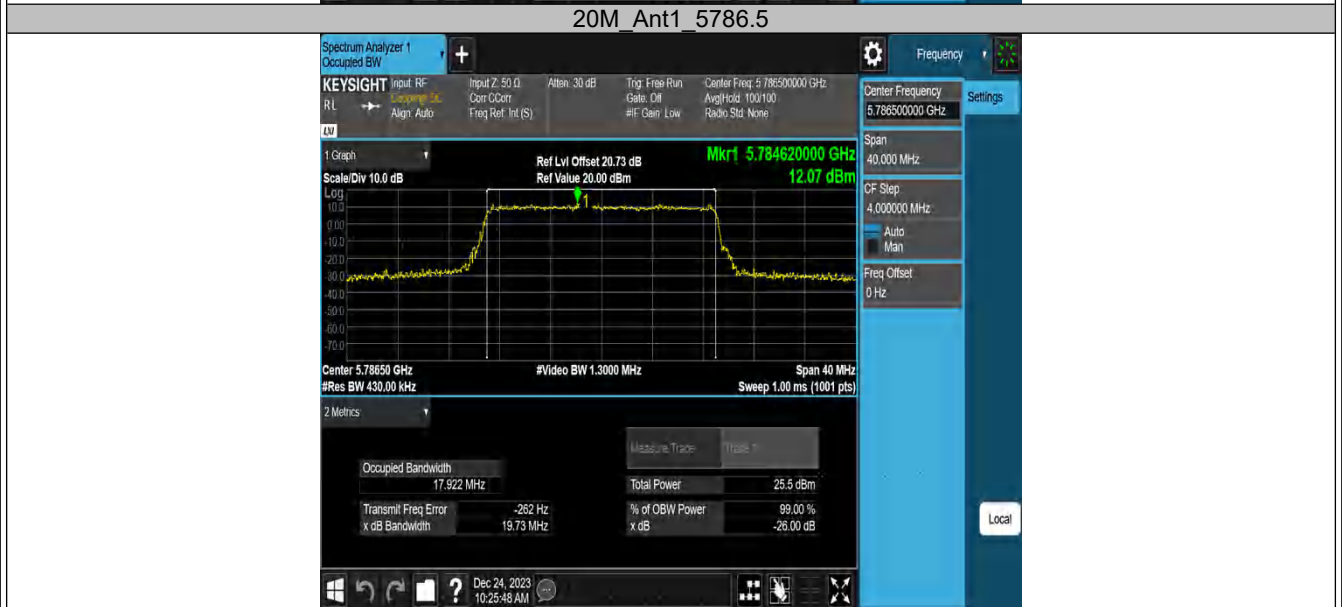 20M_Ant1_5786.5
Spectrum Analyzer 1
Occupied BW
+
Frequency
KEYSIGHT Input: RF
RL
Align: Auto
LXI
Input Z: 50 Ω
Corr CCorr
Freq Ref: Int (S)
Atten: 30 dB
Trig: Free Run
Gate: Off
#IF Gain: Low
Center Freq: 5.786500000 GHz
Avg|Hold: 100/100
Radio Std: None
Center Frequency
5.786500000 GHz
Settings
Span
40.000 MHz
CF Step
4.000000 MHz
Auto
Man
Freq Offset
0 Hz
Local
1 Graph
Scale/Div 10.0 dB
Ref Lvl Offset 20.73 dB
Ref Value 20.00 dBm
Mkr1 5.784620000 GHz
12.07 dBm
Log
10.0
0.00
-10.0
-20.0
-30.0
-40.0
-50.0
-60.0
-70.0
1
Center 5.78650 GHz
#Res BW 430.00 kHz
#Video BW 1.3000 MHz
Span 40 MHz
Sweep 1.00 ms (1001 pts)
2 Metrics
Measure Trace Trace 1
Occupied Bandwidth
17.922 MHz
Total Power 25.5 dBm
Transmit Freq Error -262 Hz
% of OBW Power 99.00 %
x dB Bandwidth 19.73 MHz
x dB -26.00 dB
?
Dec 24, 2023
10:25:48 AM